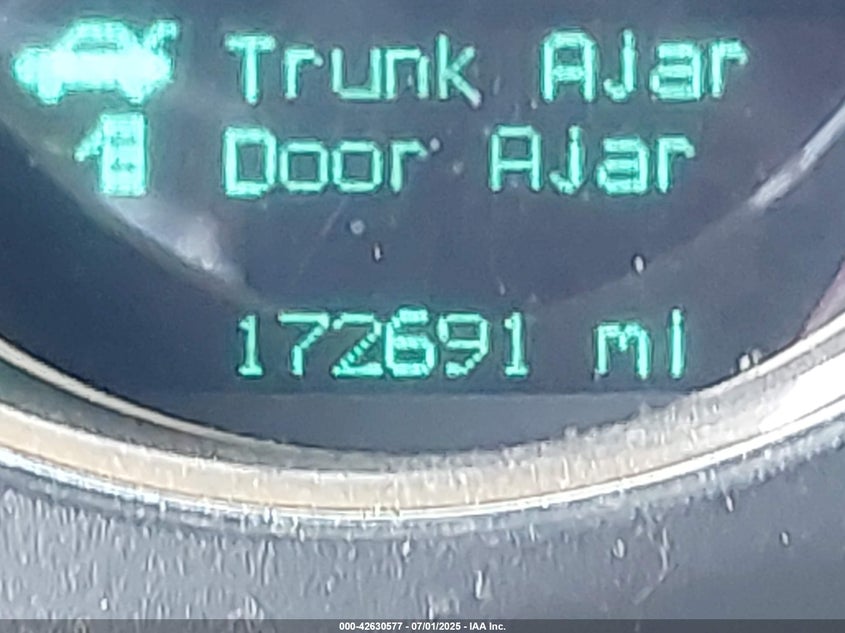 Trunk Ajar
Door Ajar
172691 mi
000-42630577 - 07/01/2025 - IAA Inc.